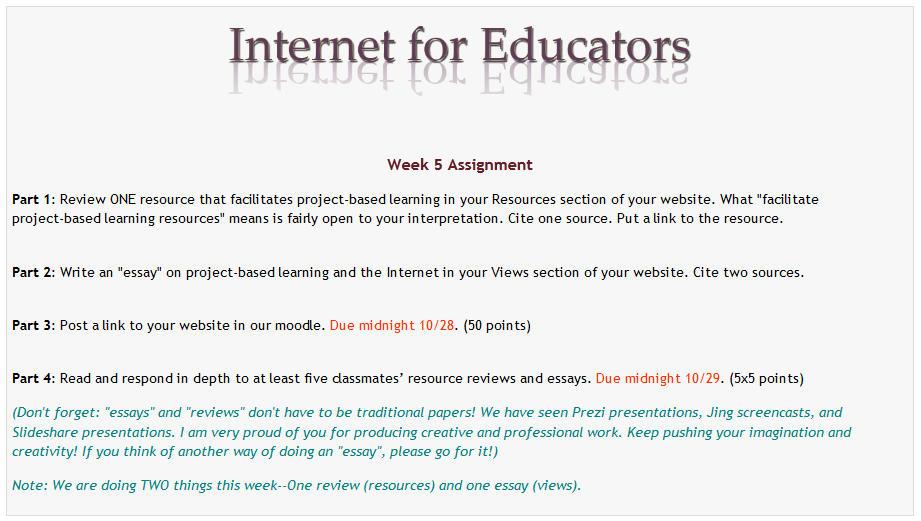 Internet for Educators
Week 5 Assignment
Part 1: Review ONE resource that facilitates project-based learning in your Resources section of your website. What "facilitate
project-based learning resources" means is fairly open to your interpretation. Cite one source. Put a link to the resource.
Part 2: Write an "essay" on project-based learning and the Internet in your Views section of your website. Cite two sources.
Part 3: Post a link to your website in our moodle. Due midnight 10/28. (50 points)
Part 4: Read and respond in depth to at least five classmates’ resource reviews and essays. Due midnight 10/29. (5x5 points)
(Don't forget: "essays" and "reviews" don't have to be traditional papers! We have seen Prezi presentations, Jing screencasts, and
Slideshare presentations. I am very proud of you for producing creative and professional work. Keep pushing your imagination and
creativity! If you think of another way of doing an "essay", please go for it!)
Note: We are doing TWO things this week--One review (resources) and one essay (views).